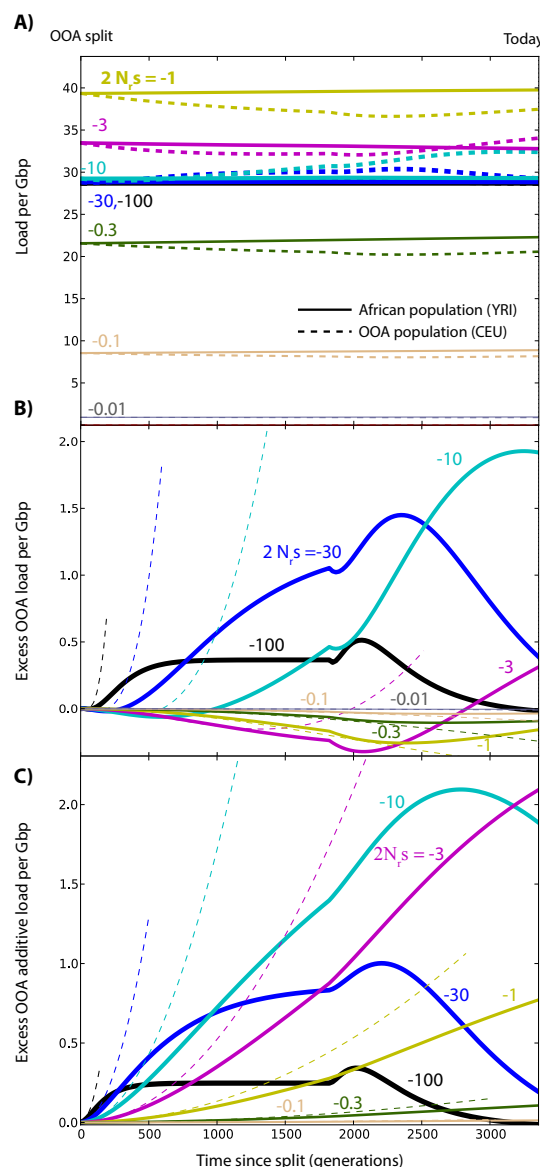 A)
OOA split Today
2 N_r s = -1
40
-3
35
-10
30
-30,-100
25
-0.3
20
Load per Gbp
15
African population (YRI)
OOA population (CEU)
10
-0.1
5
-0.01
B)
2.0
-10
1.5
2 N_r s = -30
1.0
Excess OOA load per Gbp
0.5
-100
-3
-0.1 -0.01
0.0
-0.3
-1
C)
2.0
-10
2N_r s = -3
1.5
1.0
-30
-1
Excess OOA additive load per Gbp
0.5
-100
-0.1 -0.3
0.0
0 500 1000 1500 2000 2500 3000
Time since split (generations)